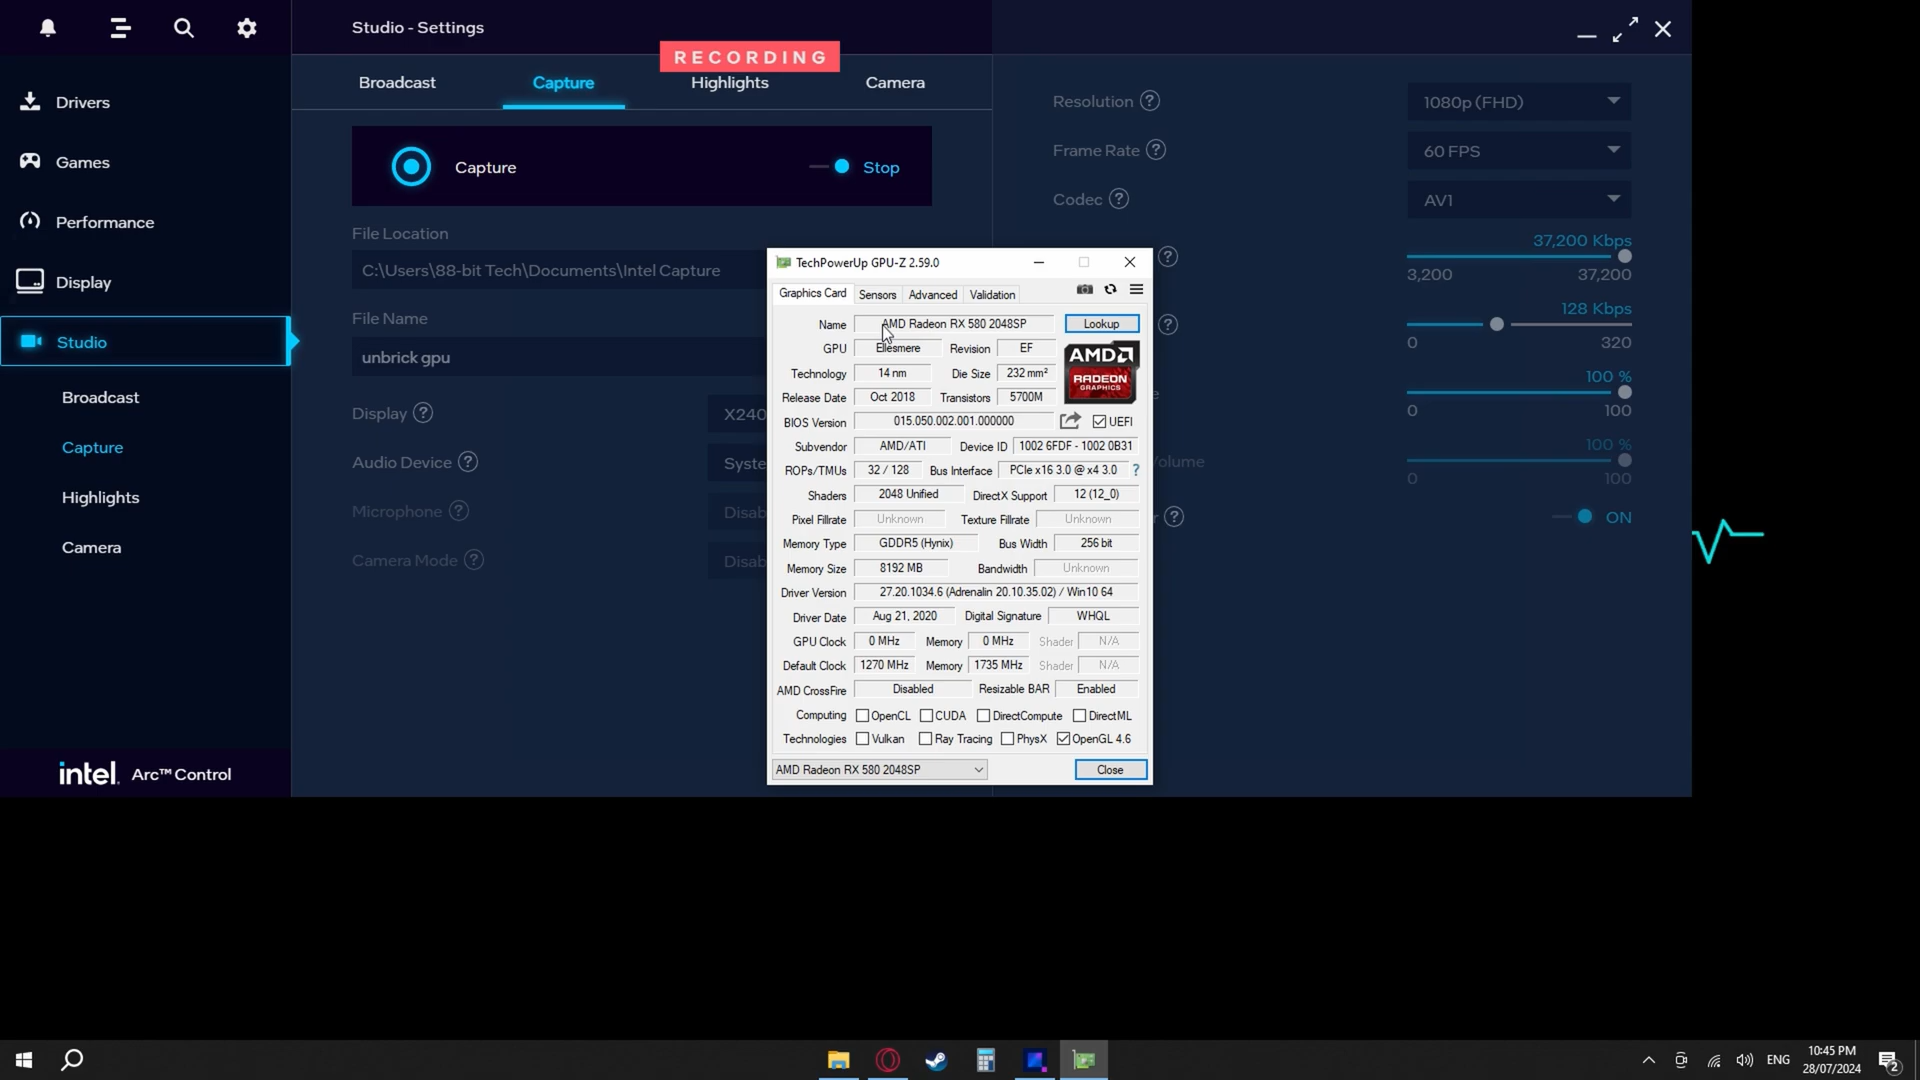 Studio - Settings
RECORDING
Broadcast
Capture
Highlights
Camera
Drivers
Games
Performance
Display
Studio
Broadcast
Capture
Highlights
Camera
intel. Arc™ Control
Capture
Stop
File Location
C:\Users\88-bit Tech\Documents\Intel Capture
File Name
unbrick gpu
Display ?
X240
Audio Device ?
Syste
Microphone ?
Disab
Camera Mode ?
Disab
Resolution ? 1080p (FHD)
Frame Rate ? 60 FPS
Codec ? AV1
? 37,200 Kbps
3,200 37,200
? 128 Kbps
0 320
100 %
0 100
100 %
olume
0 100
? ON
TechPowerUp GPU-Z 2.59.0
Graphics Card Sensors Advanced Validation
Name AMD Radeon RX 580 2048SP Lookup
GPU Ellesmere Revision EF
AMD
RADEON
GRAPHICS
Technology 14 nm Die Size 232 mm²
Release Date Oct 2018 Transistors 5700M
BIOS Version 015.050.002.001.000000 UEFI
Subvendor AMD/ATI Device ID 1002 6FDF - 1002 0B31
ROPs/TMUs 32 / 128 Bus Interface PCIe x16 3.0 @ x4 3.0 ?
Shaders 2048 Unified DirectX Support 12 (12_0)
Pixel Fillrate Unknown Texture Fillrate Unknown
Memory Type GDDR5 (Hynix) Bus Width 256 bit
Memory Size 8192 MB Bandwidth Unknown
Driver Version 27.20.1034.6 (Adrenalin 20.10.35.02) / Win10 64
Driver Date Aug 21, 2020 Digital Signature WHQL
GPU Clock 0 MHz Memory 0 MHz Shader N/A
Default Clock 1270 MHz Memory 1735 MHz Shader N/A
AMD CrossFire Disabled Resizable BAR Enabled
Computing OpenCL CUDA DirectCompute DirectML
Technologies Vulkan Ray Tracing PhysX OpenGL 4.6
AMD Radeon RX 580 2048SP Close
ENG
10:45 PM
28/07/2024
2